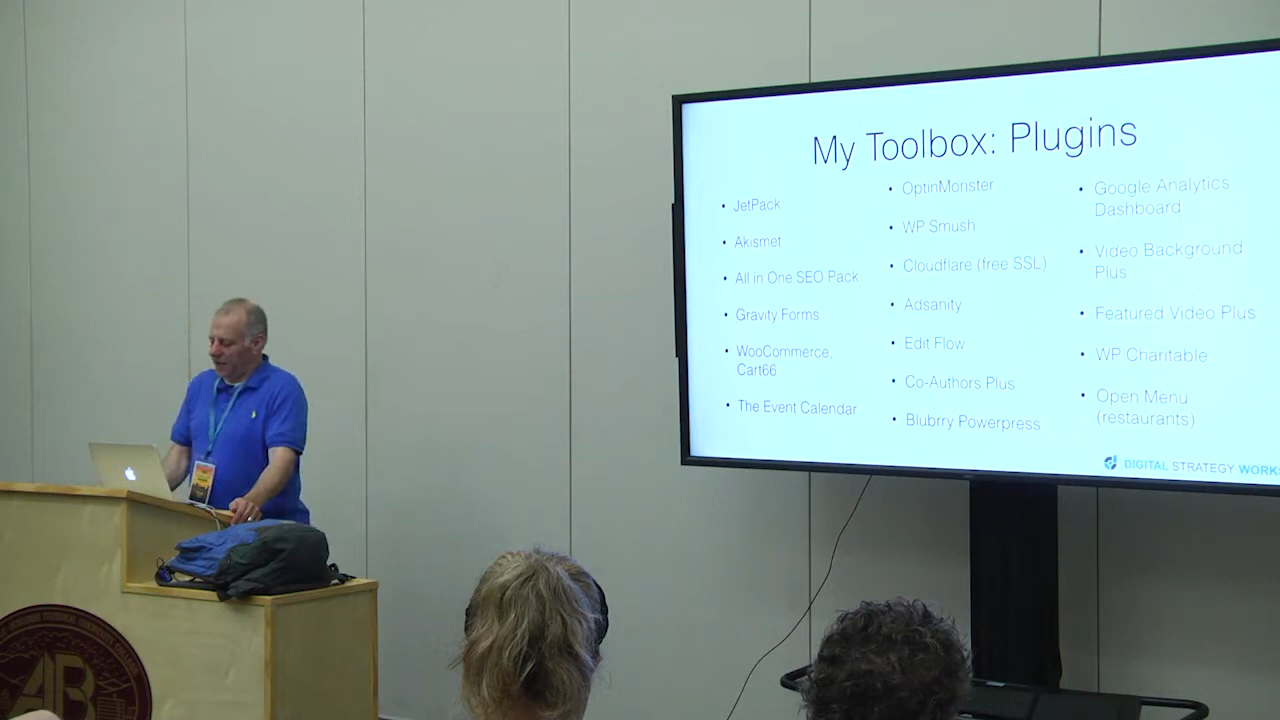 My Toolbox: Plugins
• JetPack
• Akismet
• All in One SEO Pack
• Gravity Forms
• WooCommerce,
Cart66
• The Event Calendar
• OptinMonster
• WP Smush
• Cloudflare (free SSL)
• Adsanity
• Edit Flow
• Co-Authors Plus
• Blubrry Powerpress
• Google Analytics
Dashboard
• Video Background
Plus
• Featured Video Plus
• WP Charitable
• Open Menu
(restaurants)
DIGITAL STRATEGY WORKS
AB